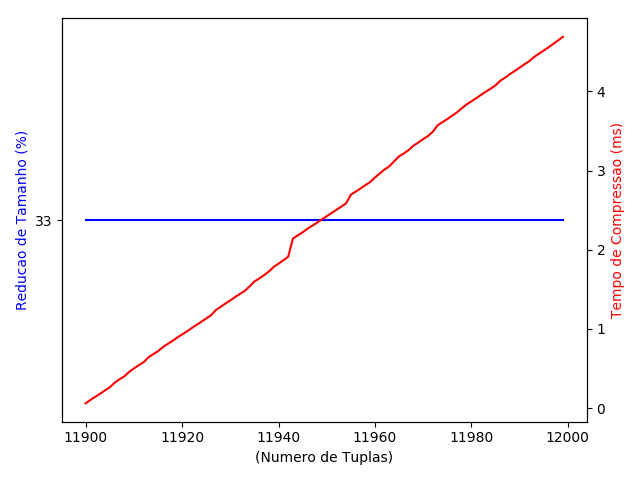 Reducao de Tamanho (%)
33
4
3
2
1
0
Tempo de Compressao (ms)
11900 11920 11940 11960 11980 12000
(Numero de Tuplas)